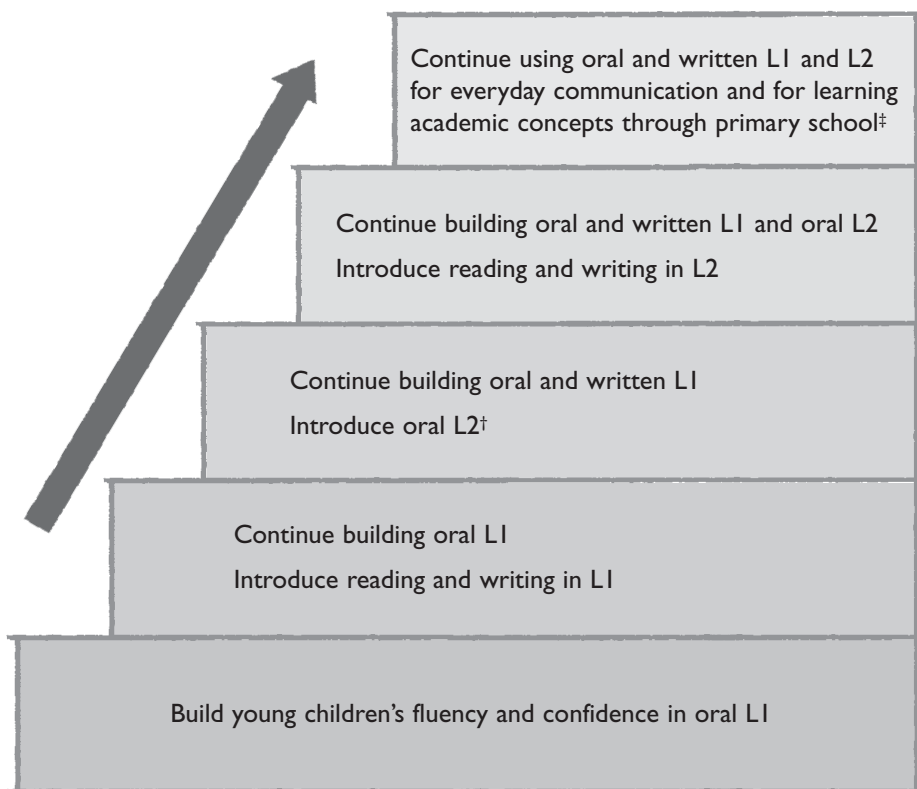 Continue using oral and written L1 and L2
for everyday communication and for learning
academic concepts through primary school‡
Continue building oral and written L1 and oral L2
Introduce reading and writing in L2
Continue building oral and written L1
Introduce oral L2†
Continue building oral L1
Introduce reading and writing in L1
Build young children’s fluency and confidence in oral L1